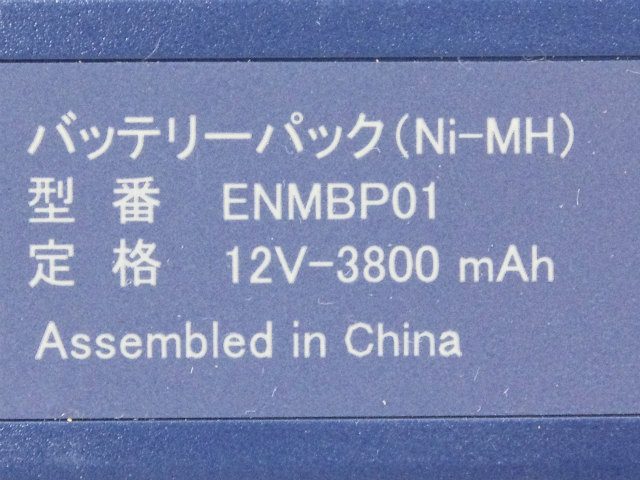 バッテリーパック(Ni-MH)
型 番 ENMBP01
定 格 12V-3800 mAh
Assembled in China